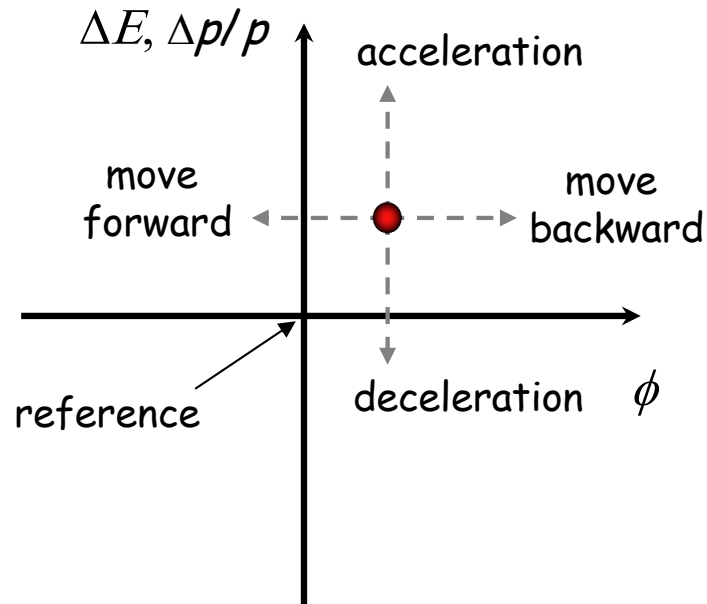 ΔE, Δp/p
acceleration
move
forward
move
backward
reference
deceleration
ϕ